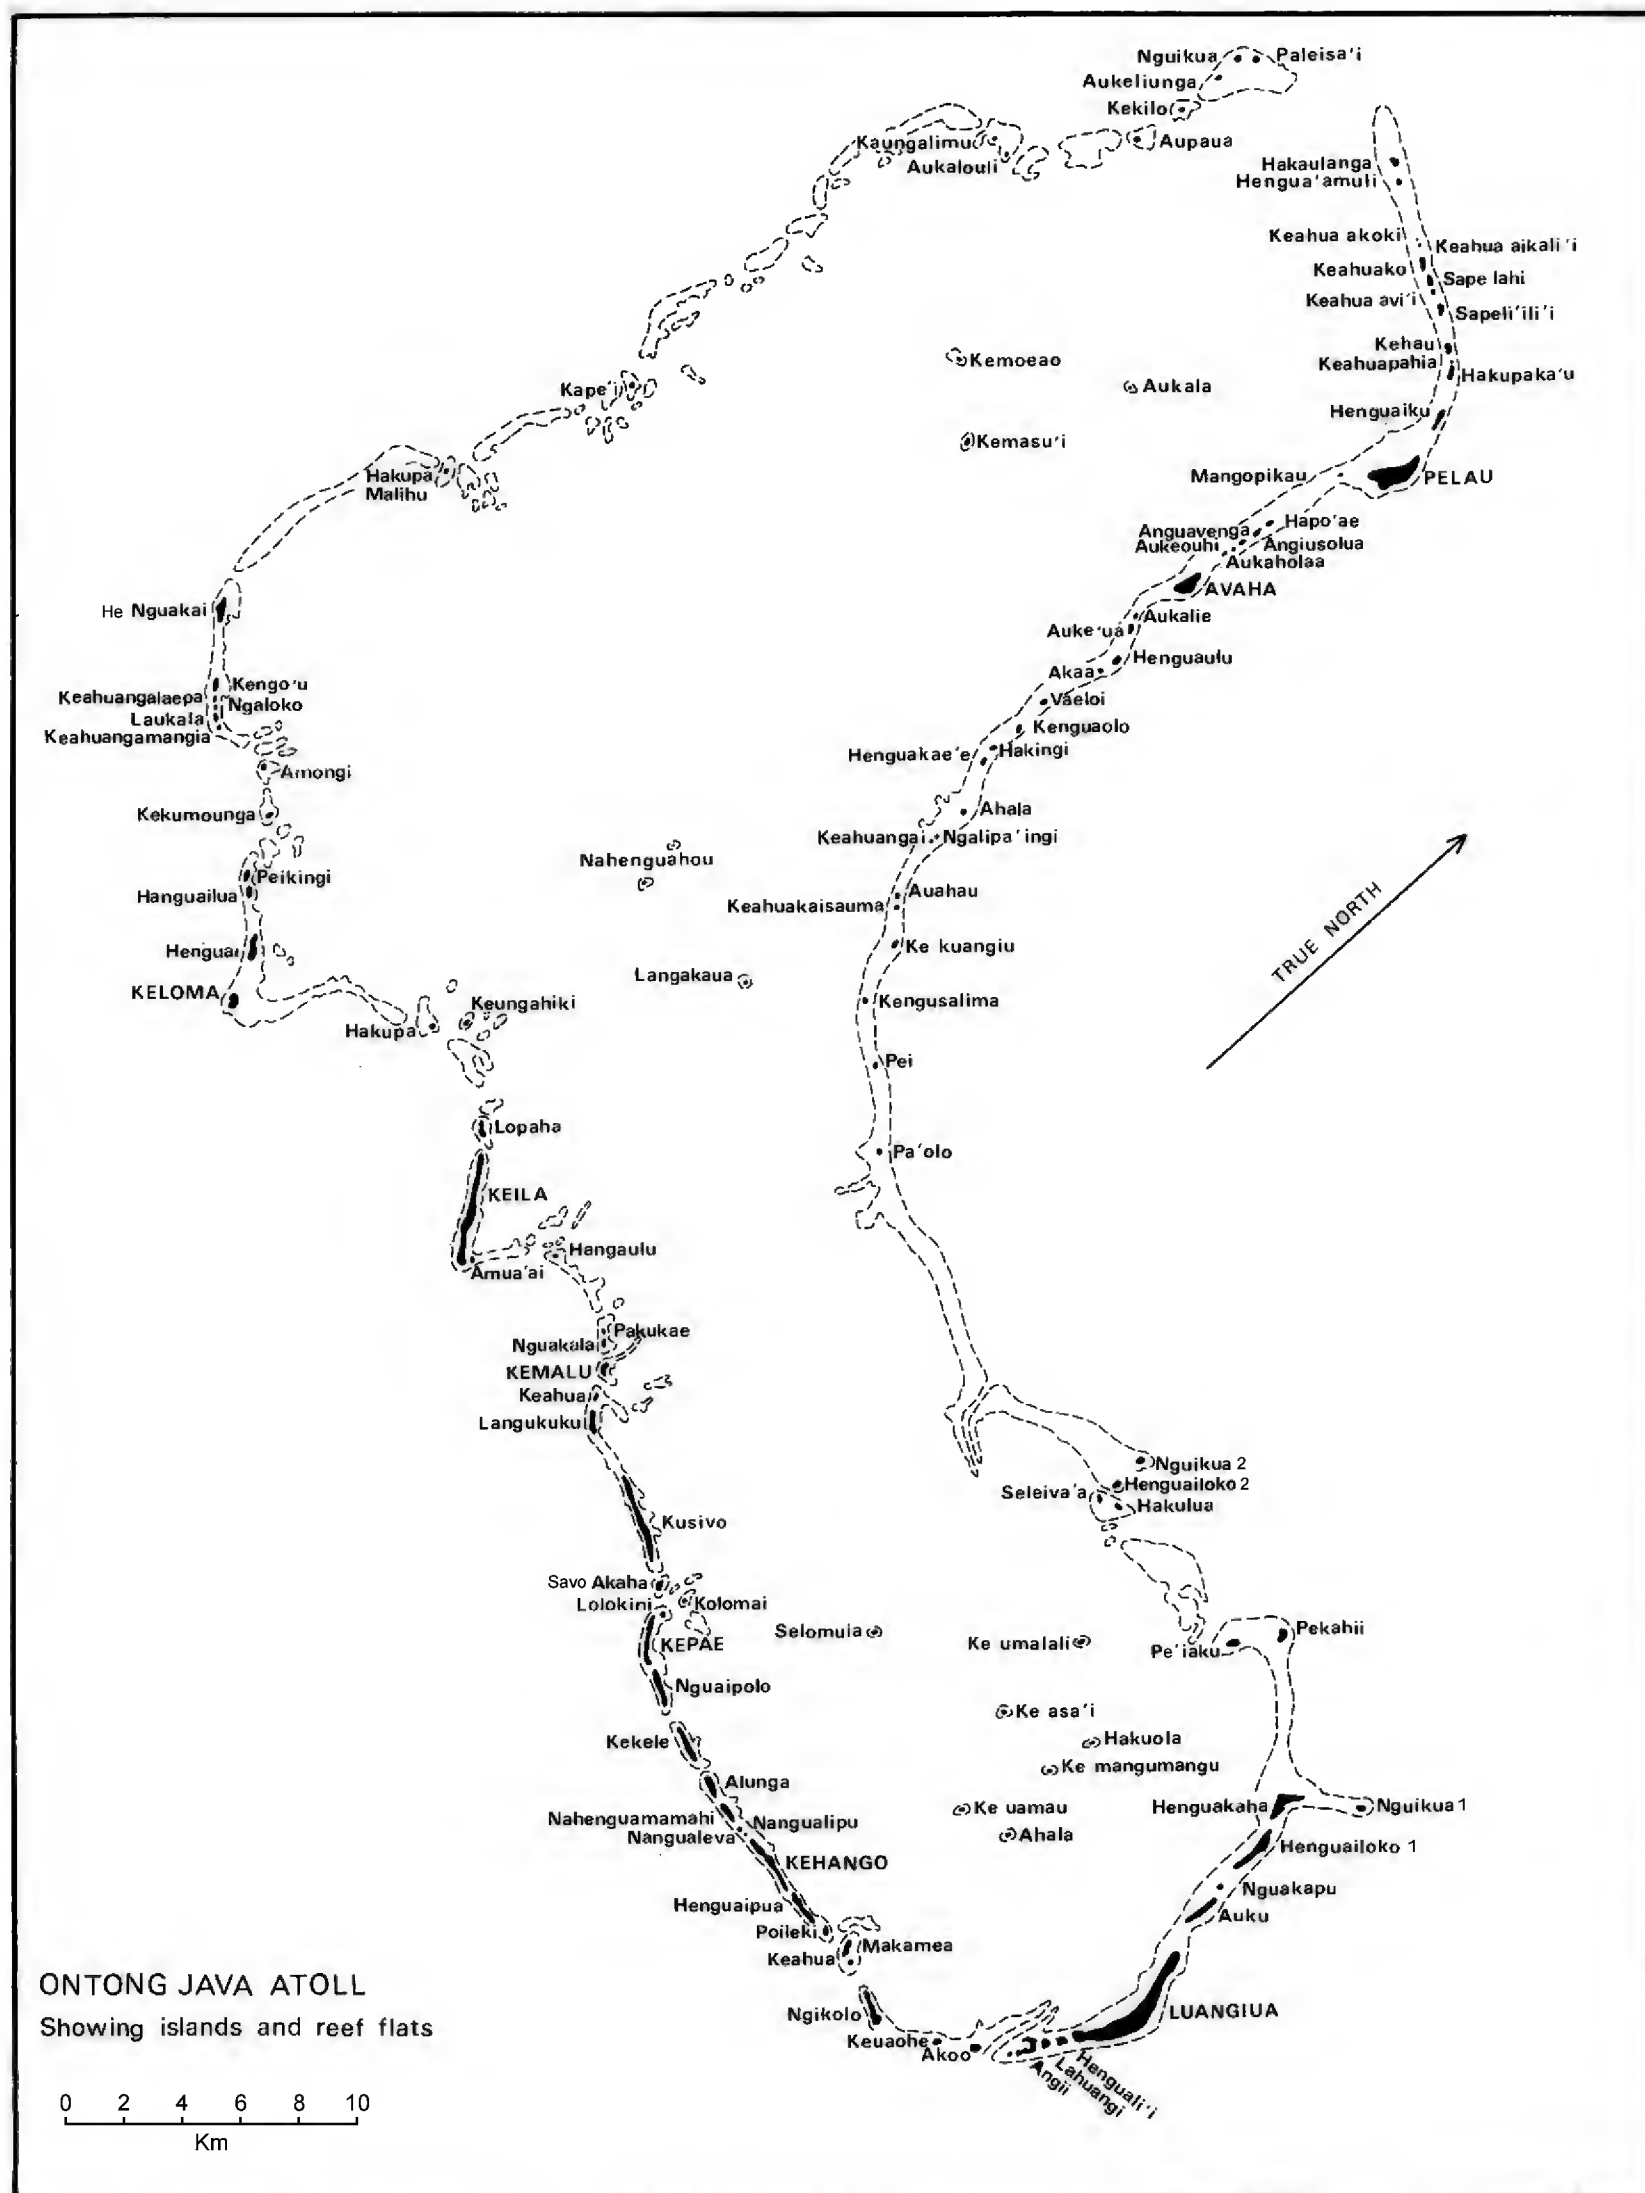 Nguikua
Paleisa'i
Aukeliunga
Kekilo
Aupaua
Kaungalimu
Aukalouli
Hakaulanga
Hengua'amuli
Keahua akoki
Keahua aikali'i
Keahuako
Sape lahi
Keahua avi'i
Sapeli'ili'i
Kehau
Keahuapahia
Hakupaka'u
Kemoeao
Aukala
Kape'i
Henguaiku
Kemasu'i
Hakupa
Malihu
Mangopikau
PELAU
Hapo'ae
Anguavenga
Aukeouhi
Angiusolua
Aukaholaa
AVAHA
He Nguakai
Aukalie
Auke'ua
Henguaulu
Akaa
Kengo'u
Keahuangalaepa
Ngaloko
Laukala
Keahuangamangia
Vaeloi
Kenguaolo
Henguakae'e
Hakingi
Amongi
Kekumounga
Ahala
Keahuangai
Ngalipa'ingi
Nahenguahou
Peikingi
Hanguailua
Auahau
Keahuakaisauma
TRUE NORTH
Henguai
Ke kuangiu
Langakaua
KELOMA
Keungahiki
Kengusalima
Hakupa
Pei
Lopaha
Pa'olo
KEILA
Hangaulu
Amua'ai
Pakukae
Nguakalai
KEMALU
Keahua
Langukukui
Nguikua 2
Henguailoko 2
Seleiva'a
Hakulua
Kusivo
Savo Akaha
Lolokini
Kolomai
Selomula
Ke umalali
Pekahii
KEPAE
Pe'iaku
Nguaipolo
Ke asa'i
Kekele
Hakuola
Ke mangumangu
Alunga
Ke uamau
Henguakaha
Nguikua 1
Nahenguamamahi
Nangualipu
Nangualeva
Ahala
Henguailoko 1
KEHANGO
Nguakapu
Henguaipua
Auku
Poileki
Makamea
Keahua
ONTONG JAVA ATOLL
Showing islands and reef flats
Ngikolo
LUANGIUA
Keuaohe
Akoo
Henguali'i
Lahuangi
Angii
0 2 4 6 8 10
Km